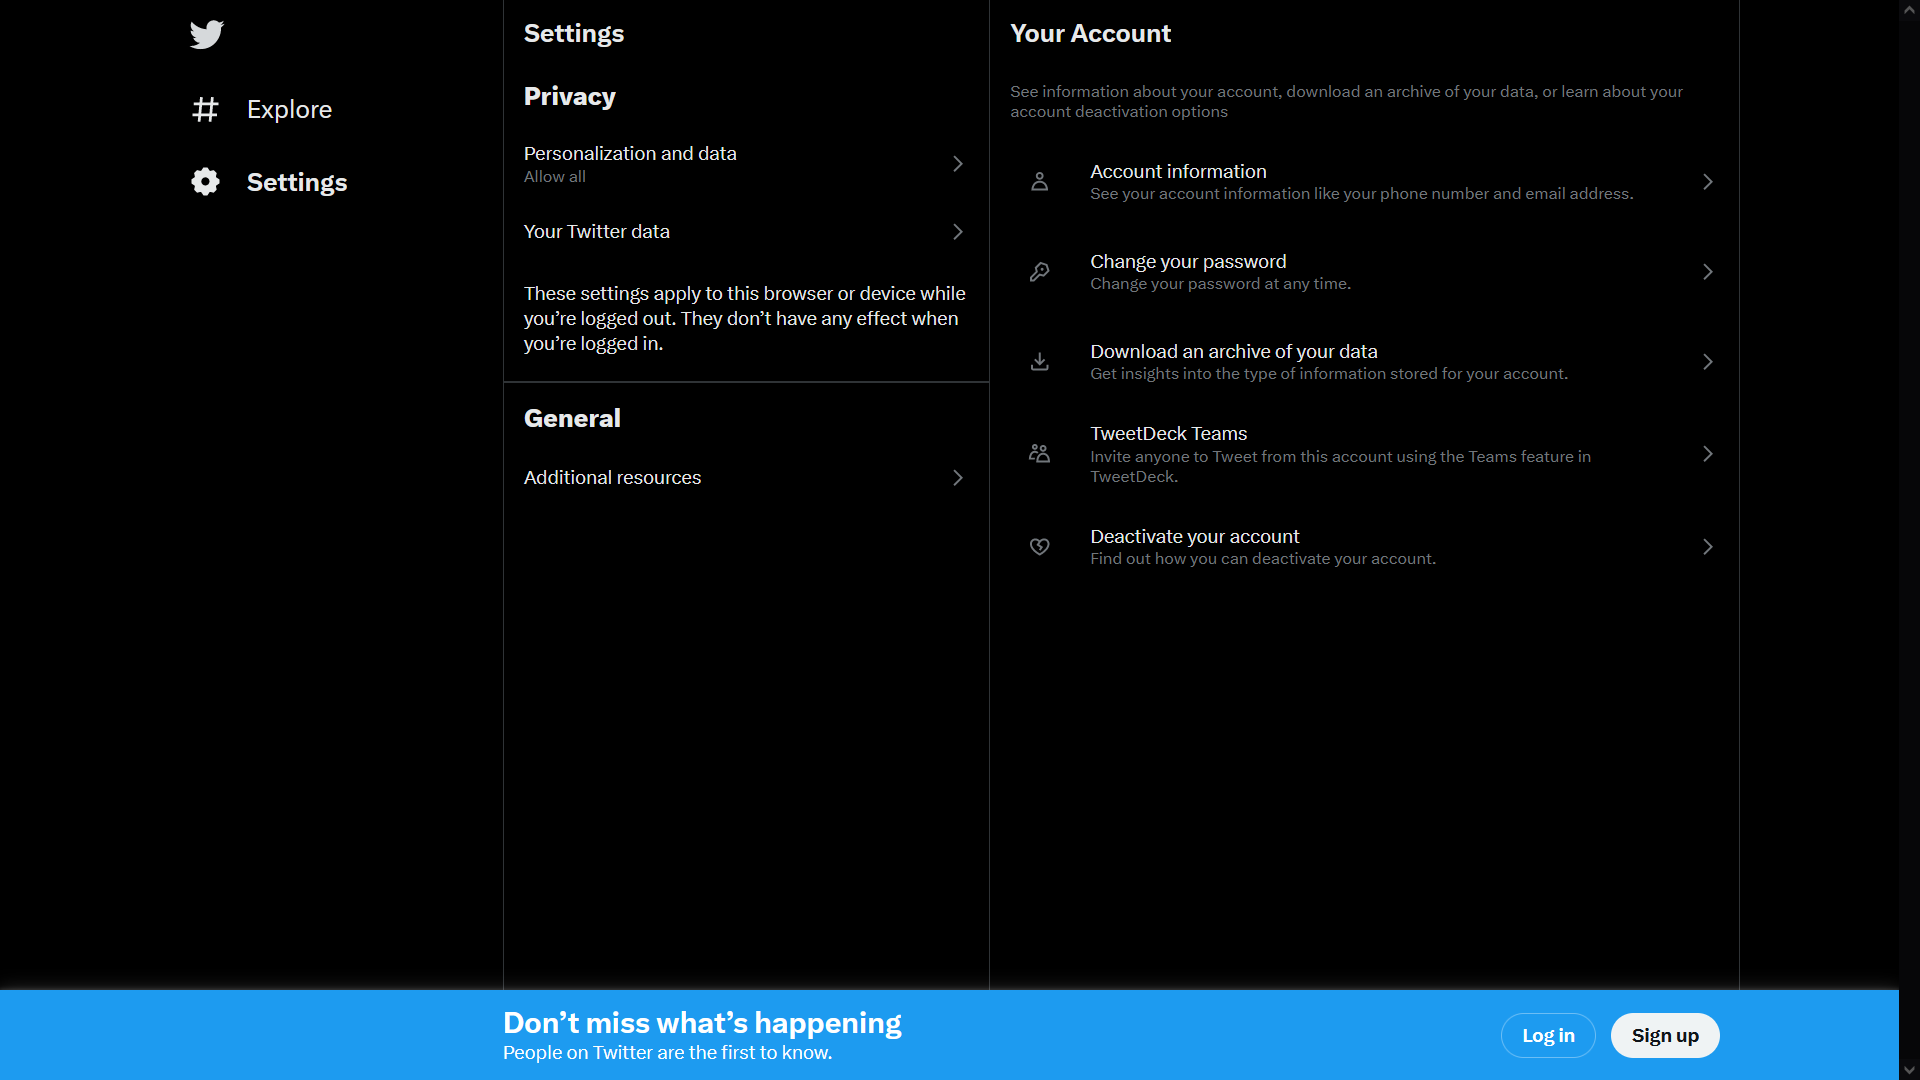 Explore
Settings
Settings
Privacy
Personalization and data
Allow all
Your Twitter data
These settings apply to this browser or device while
you’re logged out. They don’t have any effect when
you’re logged in.
General
Additional resources
Your Account
See information about your account, download an archive of your data, or learn about your
account deactivation options
Account information
See your account information like your phone number and email address.
Change your password
Change your password at any time.
Download an archive of your data
Get insights into the type of information stored for your account.
TweetDeck Teams
Invite anyone to Tweet from this account using the Teams feature in
TweetDeck.
Deactivate your account
Find out how you can deactivate your account.
Don’t miss what’s happening
People on Twitter are the first to know.
Log in
Sign up